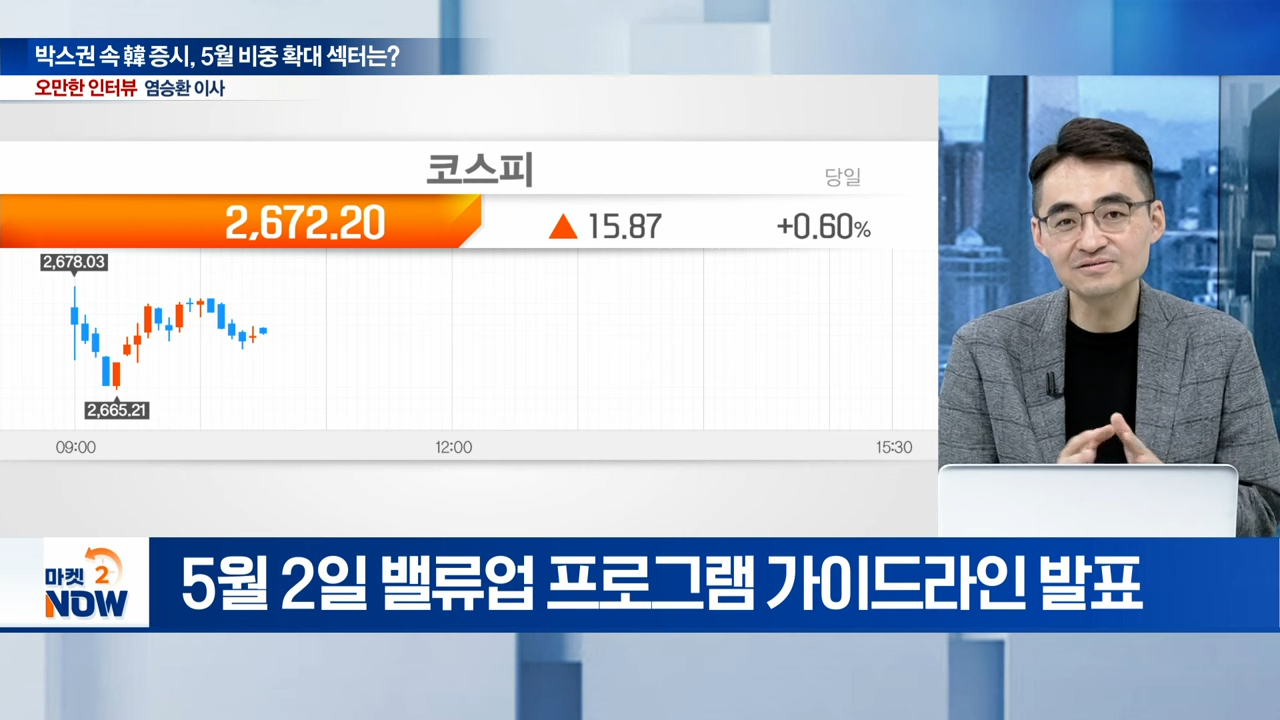 박스권 속 韓 증시, 5월 비중 확대 섹터는?
오만한 인터뷰 염승환 이사
코스피
당일
2,672.20 ▲ 15.87 +0.60%
2,678.03
2,665.21
09:00 12:00 15:30
마켓 2
NOW
5월 2일 밸류업 프로그램 가이드라인 발표